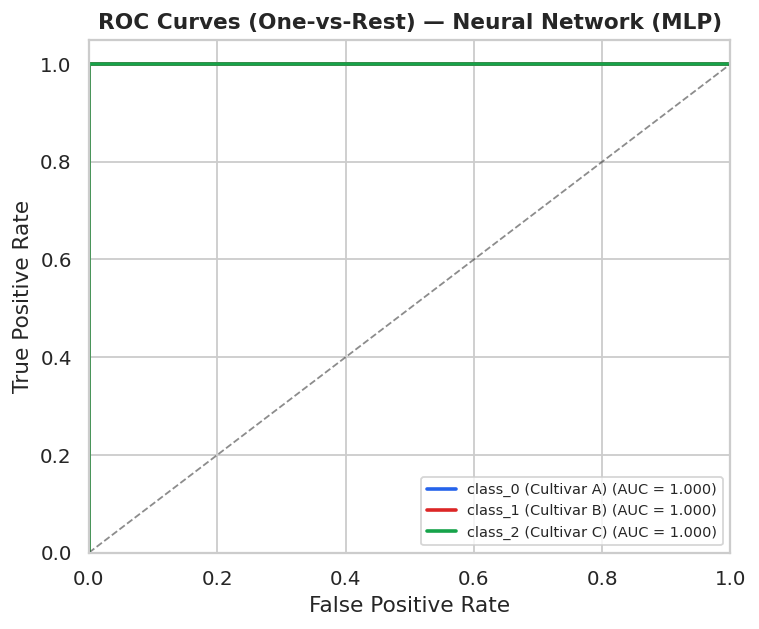 ROC Curves (One-vs-Rest) — Neural Network (MLP)
True Positive Rate
1.0
0.8
0.6
0.4
0.2
0.0
class_0 (Cultivar A) (AUC = 1.000)
class_1 (Cultivar B) (AUC = 1.000)
class_2 (Cultivar C) (AUC = 1.000)
0.0 0.2 0.4 0.6 0.8 1.0
False Positive Rate